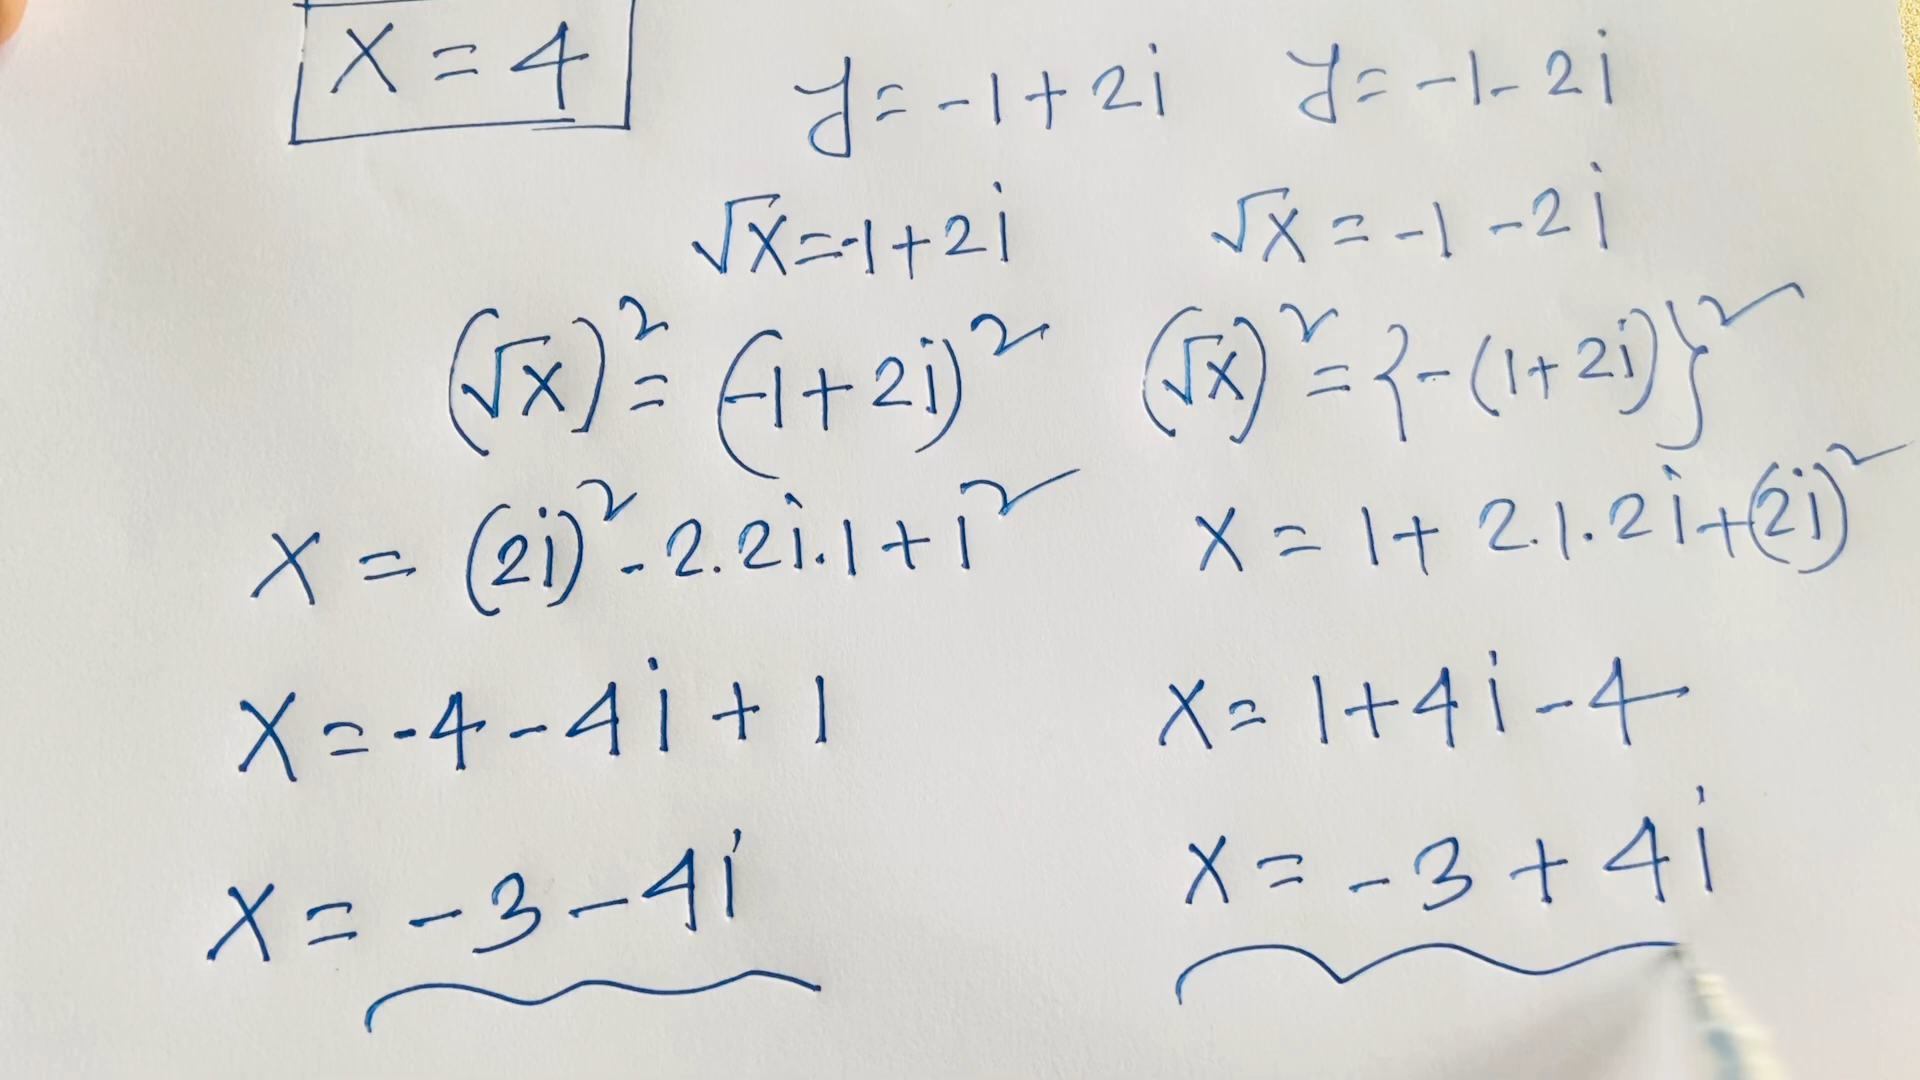 x = 4
y = -1 + 2i
y = -1 - 2i
√x = -1 + 2i
√x = -1 - 2i
(√x)² = (-1 + 2i)²
(√x)² = {-(1 + 2i)}²
x = (2i)² - 2.2i.1 + 1²
x = 1 + 2.1.2i + (2i)²
x = -4 - 4i + 1
x = 1 + 4i - 4
x = -3 - 4i
x = -3 + 4i